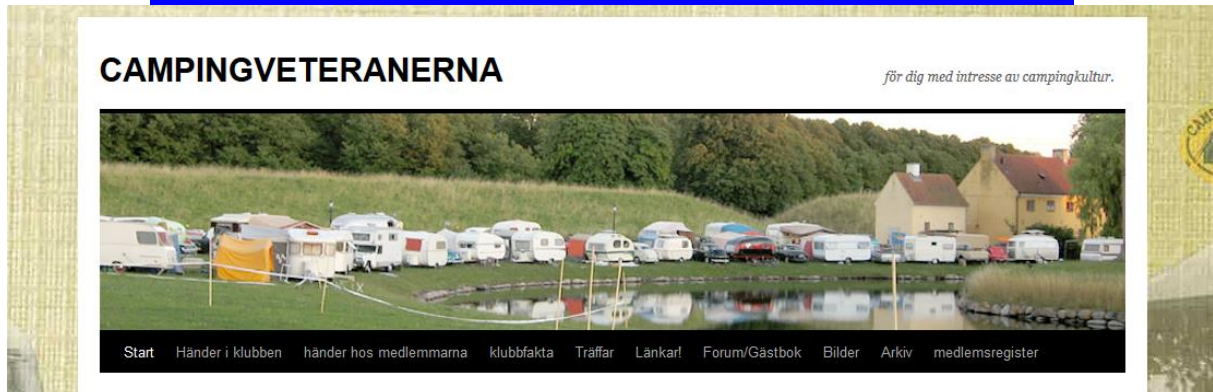 CAMPINGVETERANERNA
för dig med intresse av campingkultur.
Start Händer i klubben händer hos medlemmarna klubbfakta Träffar Länkar! Forum/Gästbok Bilder Arkiv medlemsregister